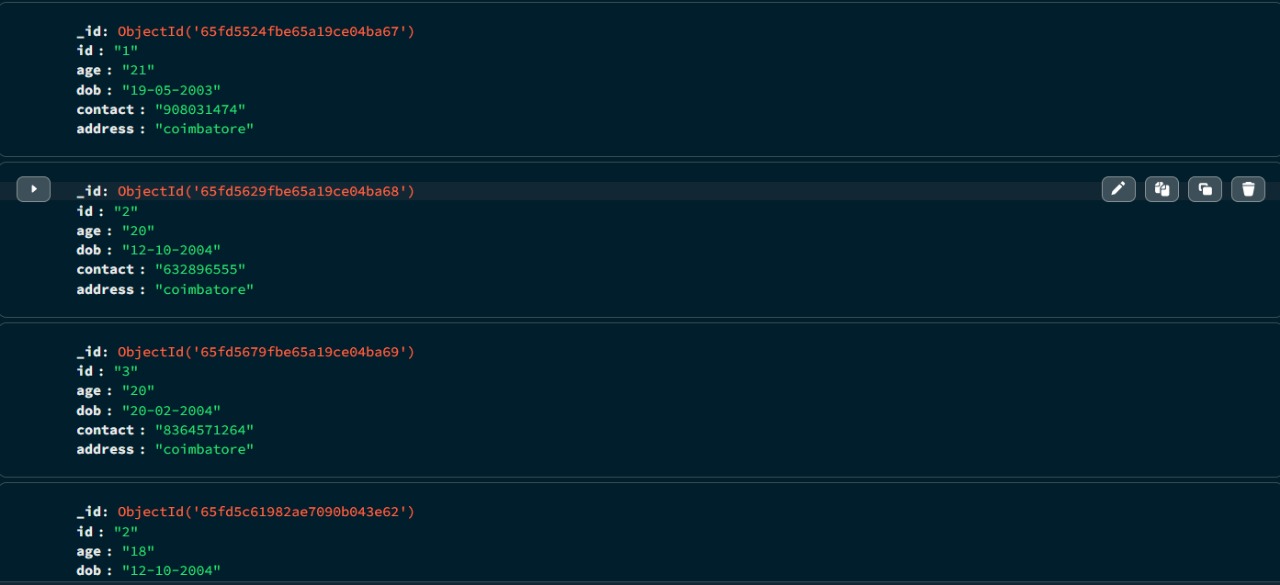 _id: ObjectId('65fd5524fbe65a19ce04ba67')
id : "1"
age : "21"
dob : "19-05-2003"
contact : "908031474"
address : "coimbatore"
_id: ObjectId('65fd5629fbe65a19ce04ba68')
id : "2"
age : "20"
dob : "12-10-2004"
contact : "632896555"
address : "coimbatore"
_id: ObjectId('65fd5679fbe65a19ce04ba69')
id : "3"
age : "20"
dob : "20-02-2004"
contact : "8364571264"
address : "coimbatore"
_id: ObjectId('65fd5c61982ae7090b043e62')
id : "2"
age : "18"
dob : "12-10-2004"